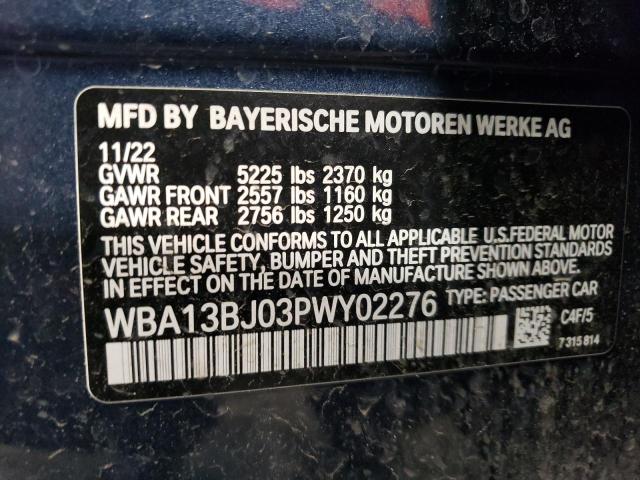 MFD BY BAYERISCHE MOTOREN WERKE AG
11/22
GVWR 5225 lbs 2370 kg
GAWR FRONT 2557 lbs 1160 kg
GAWR REAR 2756 lbs 1250 kg
THIS VEHICLE CONFORMS TO ALL APPLICABLE U.S.FEDERAL MOTOR
VEHICLE SAFETY, BUMPER AND THEFT PREVENTION STANDARDS
IN EFFECT ON THE DATE OF MANUFACTURE SHOWN ABOVE.
WBA13BJ03PWY02276 TYPE: PASSENGER CAR
C4F/5
7315814